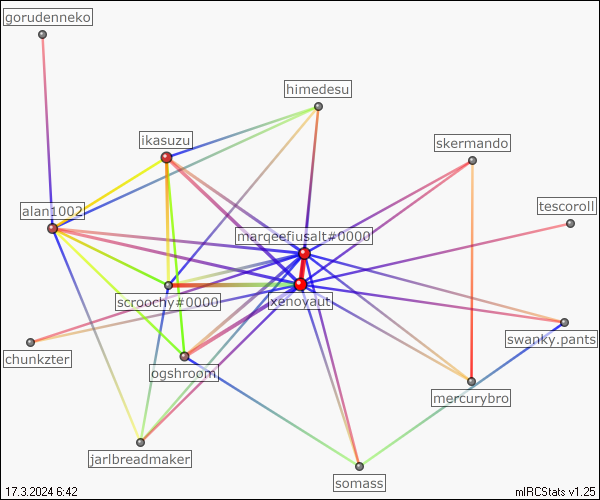 gorudenneko
himedesu
ikasuzu
skermando
alan1002
tescoroll
marqeefiusalt#0000
scroochy#0000
xenoyaut
swanky.pants
chunkzter
ogshroom
mercurybro
jarlbreadmaker
somass
17.3.2024 6:42
mIRCStats v1.25